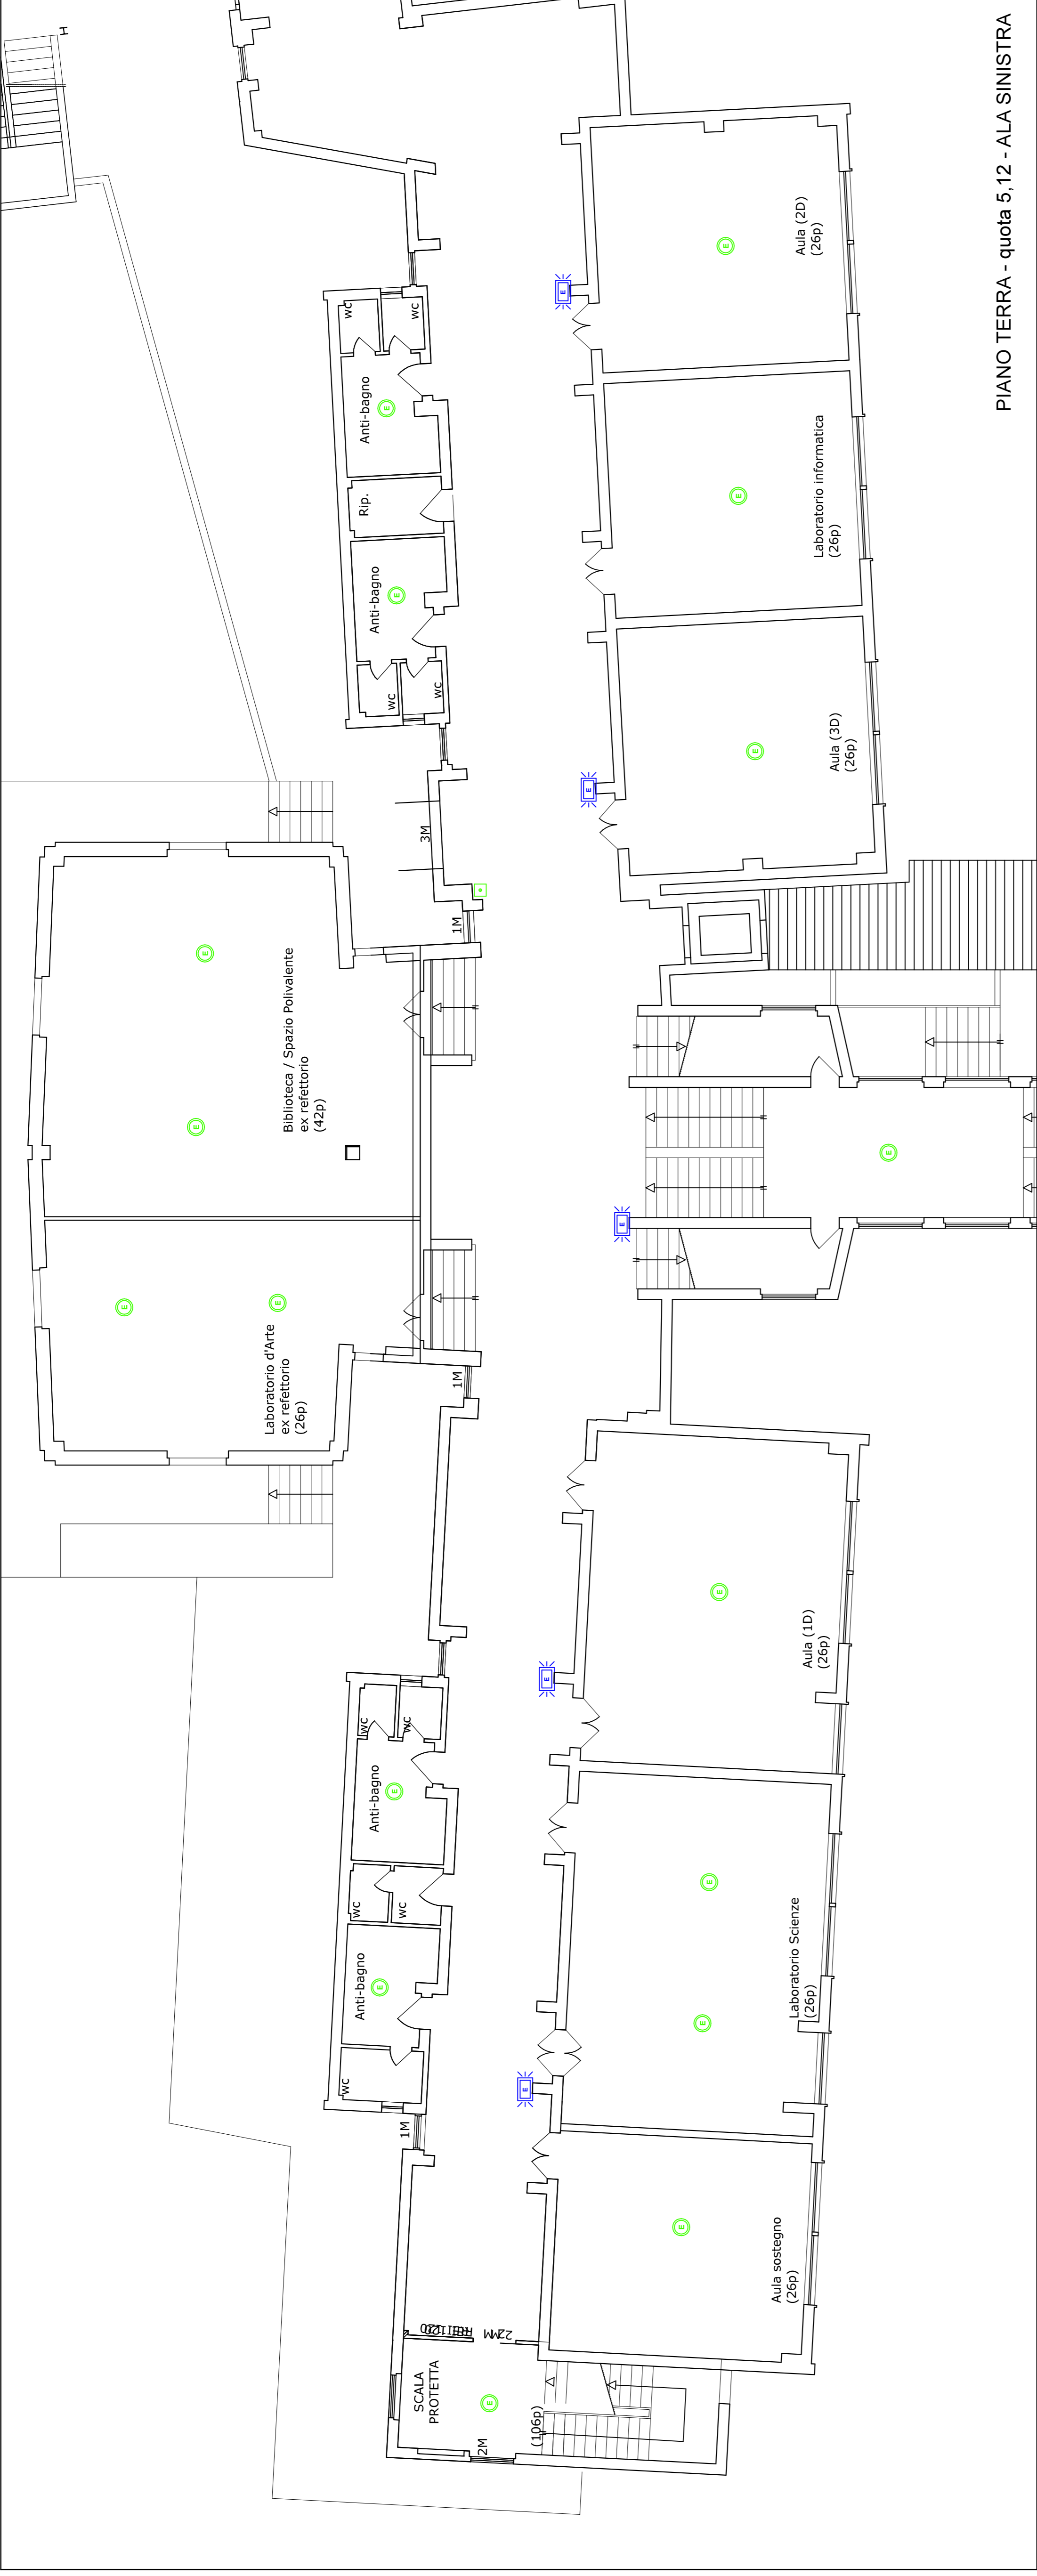 PIANO TERRA - quota 5,12 - ALA SINISTRA
H
wc
wc
Anti-bagno
E
Rip.
Anti-bagno
E
wc
wc
3M
1M
E
Aula (2D)
(26p)
E
E
Laboratorio informatica
(26p)
E
Aula (3D)
(26p)
E
E
E
Biblioteca / Spazio Polivalente
ex refettorio
(42p)
E
E
Laboratorio d'Arte
ex refettorio
(26p)
E
E
E
1M
wc
wc
Anti-bagno
E
wc
wc
Anti-bagno
E
wc
1M
E
Aula (1D)
(26p)
E
E
Laboratorio Scienze
(26p)
E
E
Aula sostegno
(26p)
E
SCALA
PROTETTA
E
2M
(106p)